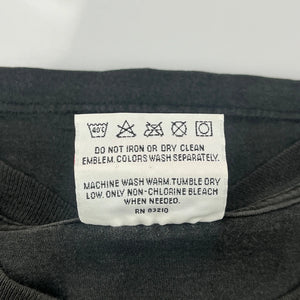 40°C
DO NOT IRON OR DRY CLEAN
EMBLEM. COLORS WASH SEPARATELY.
MACHINE WASH WARM. TUMBLE DRY
LOW. ONLY NON-CHLORINE BLEACH
WHEN NEEDED.
RN 83210